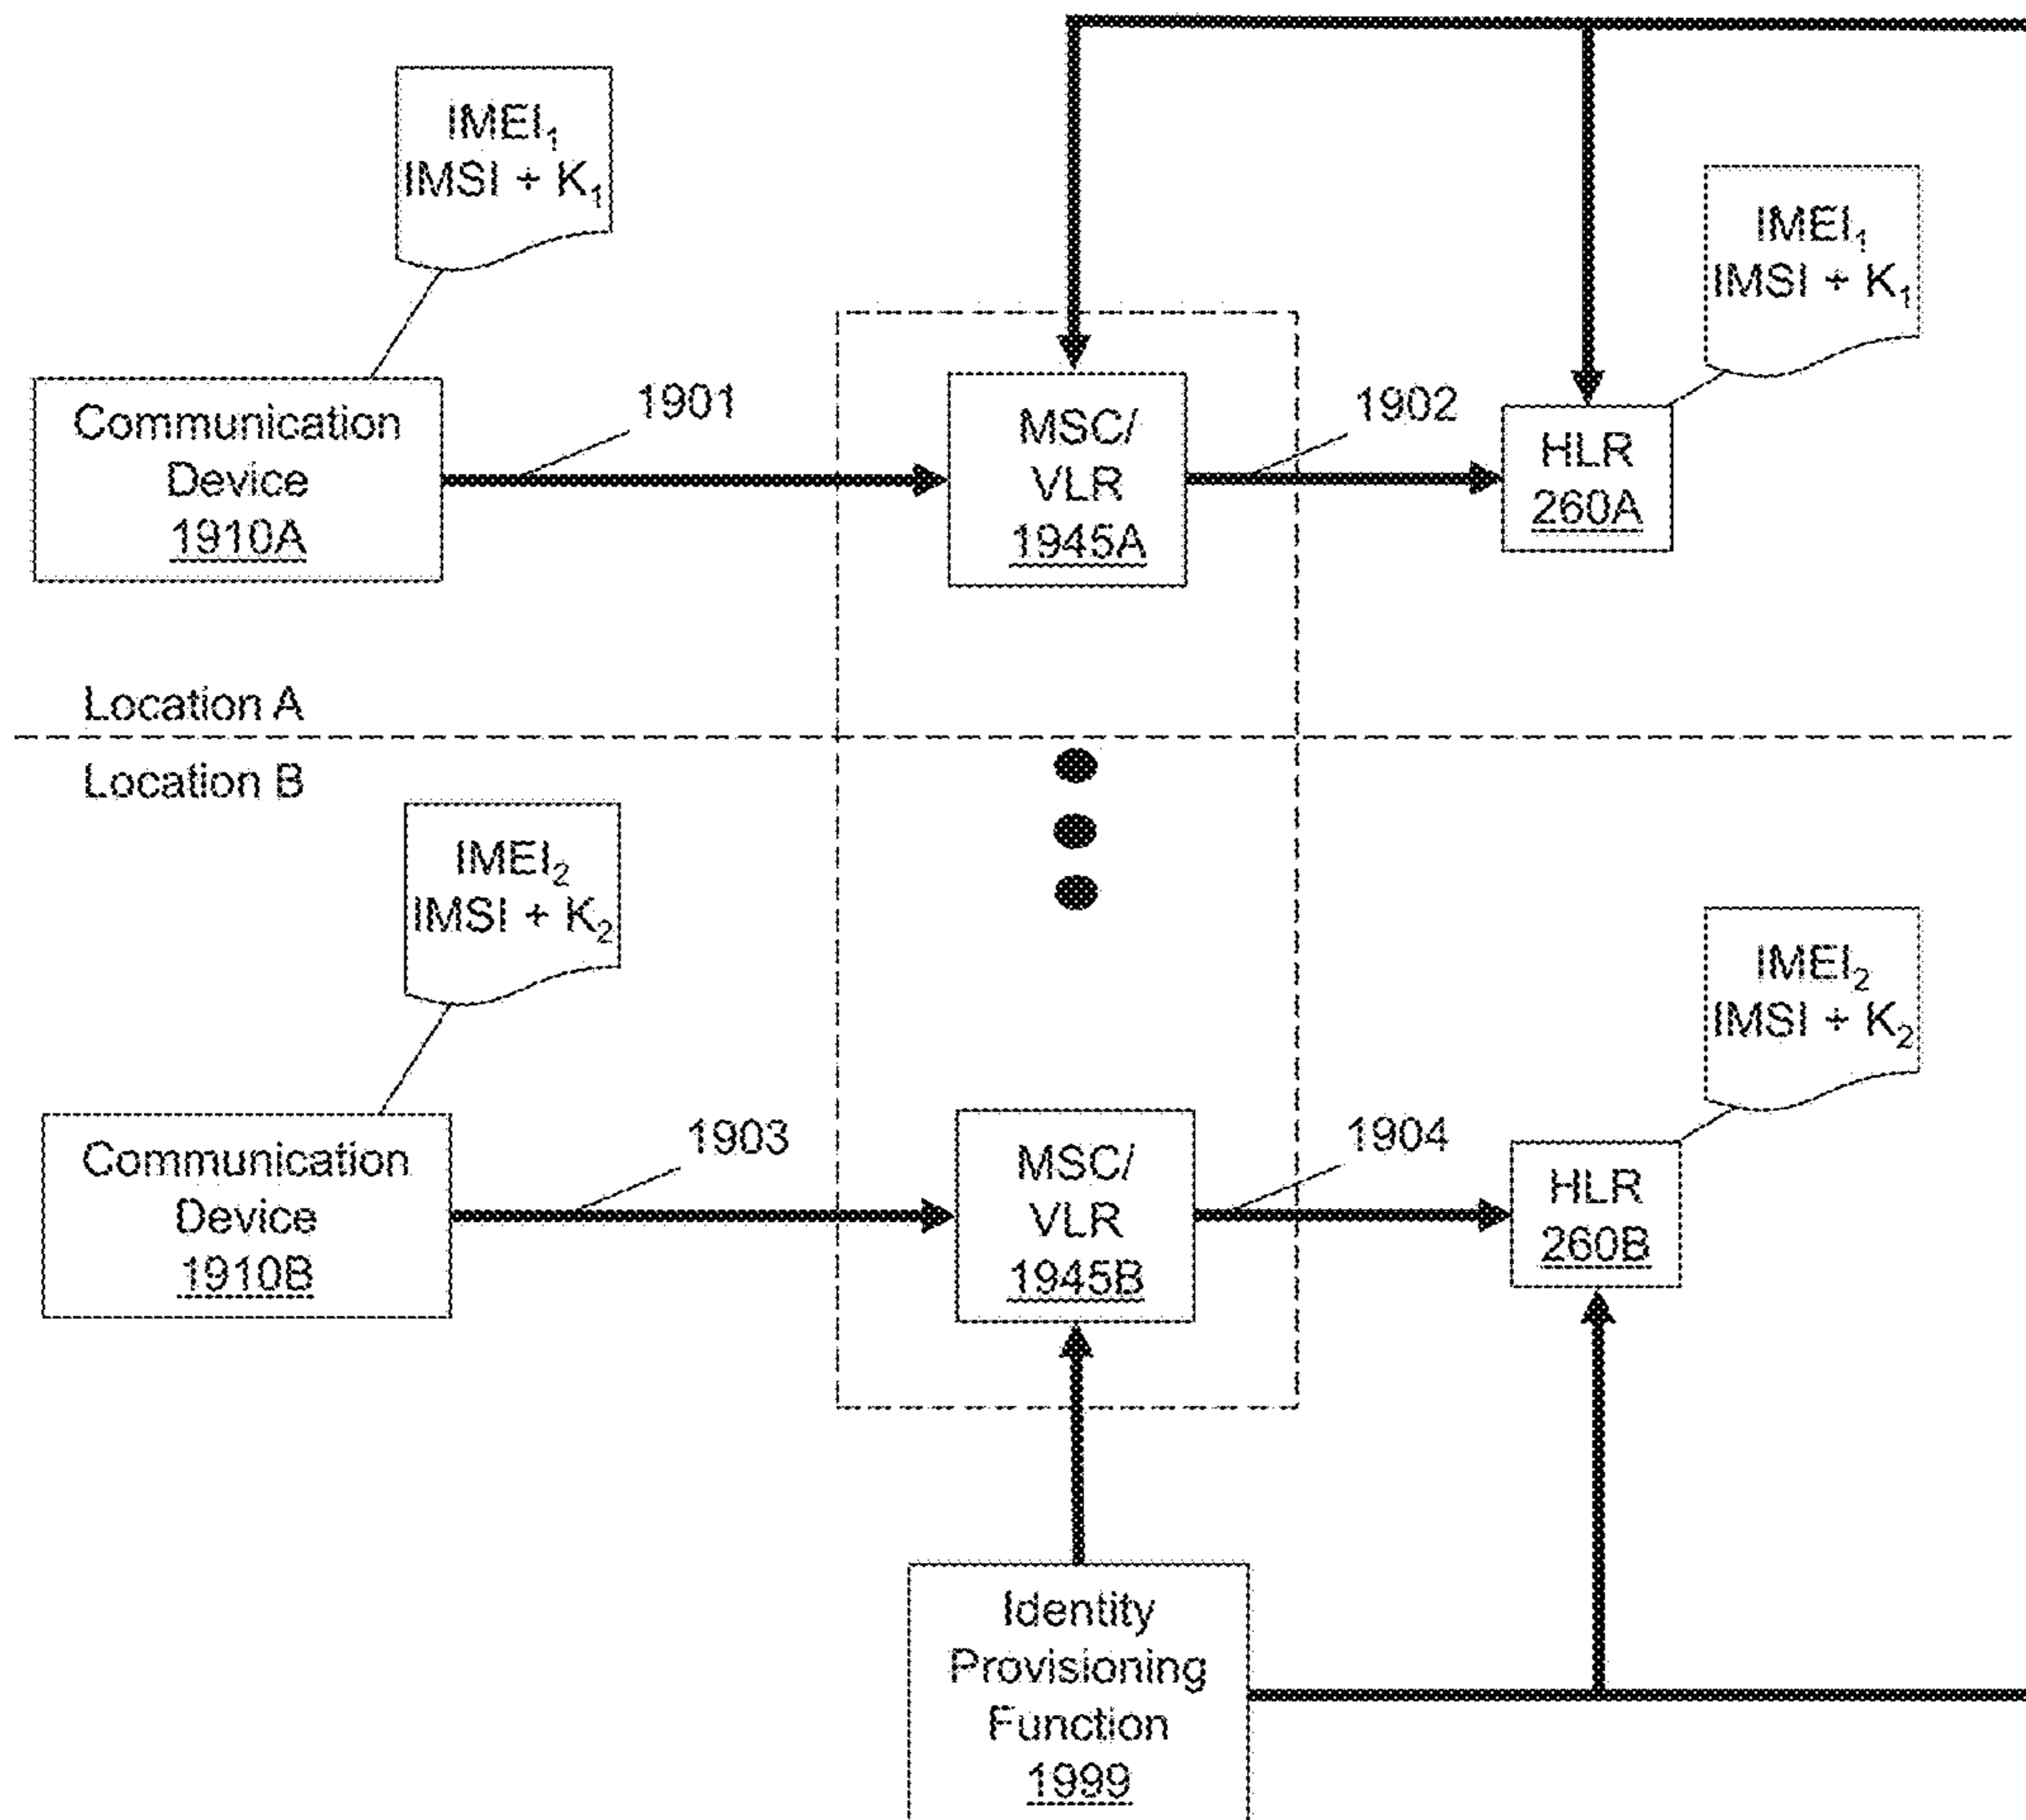 IMEI₁
IMSI + K₁
IMEI₁
IMSI + K₁
Communication
Device
1910A
1901
MSC/
VLR
1945A
1902
HLR
260A
Location A
Location B
IMEI₂
IMSI + K₂
IMEI₂
IMSI + K₂
Communication
Device
1910B
1903
MSC/
VLR
1945B
1904
HLR
260B
Identity
Provisioning
Function
1999